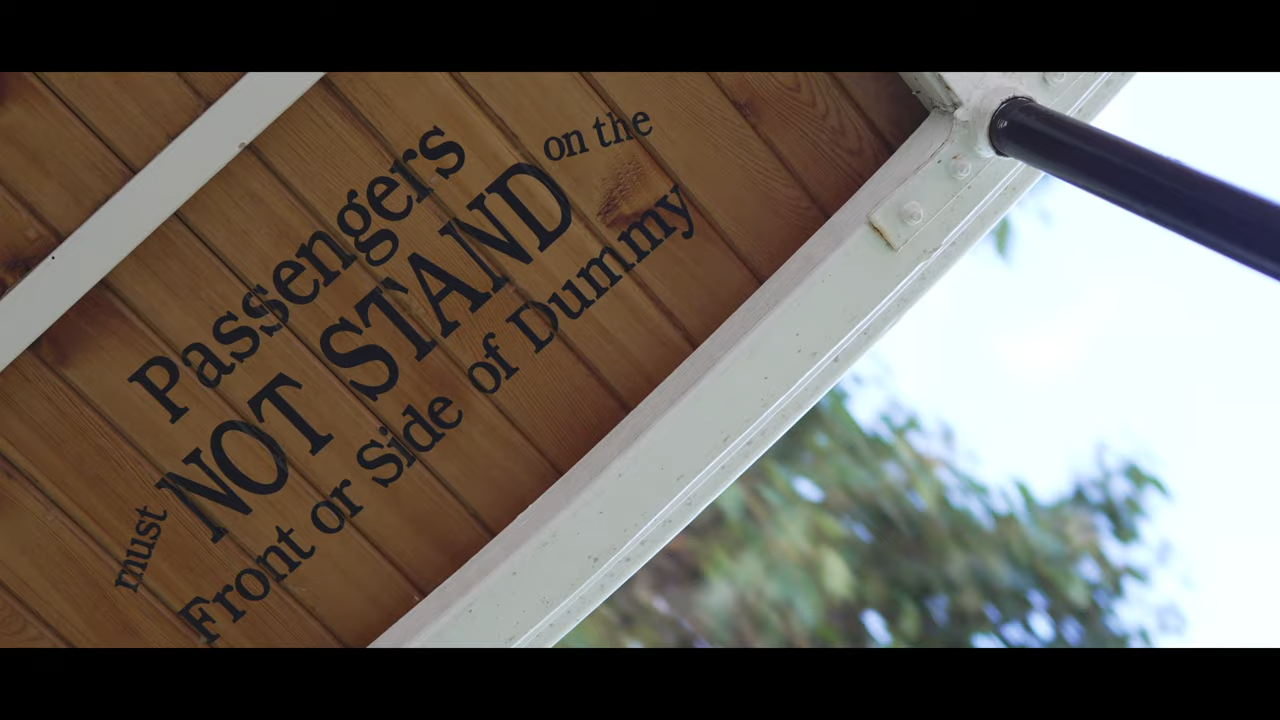 Passengers
must NOT STAND on the
Front or Side of Dummy